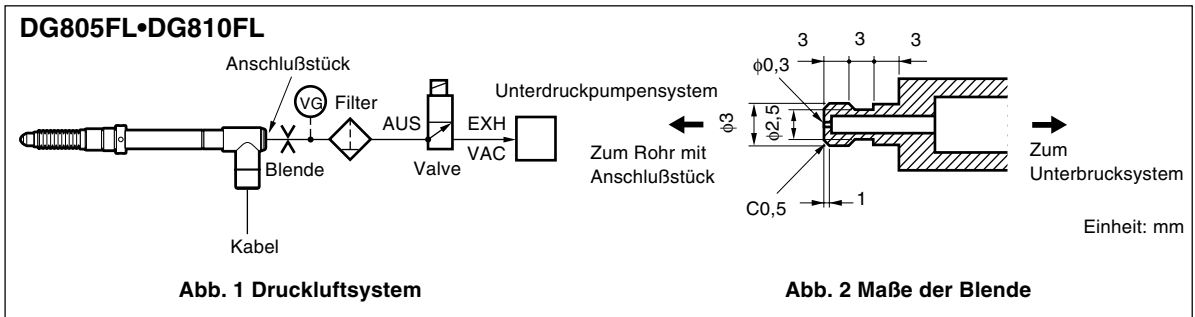 DG805FL•DG810FL
Anschlußstück
VG
Filter
AUS
EXH
VAC
Unterdruckpumpensystem
Blende
Valve
Kabel
Abb. 1 Druckluftsystem
3
3
3
ϕ0,3
ϕ3
ϕ2,5
Zum Rohr mit
Anschlußstück
C0,5
1
Zum
Unterbrucksystem
Einheit: mm
Abb. 2 Maße der Blende